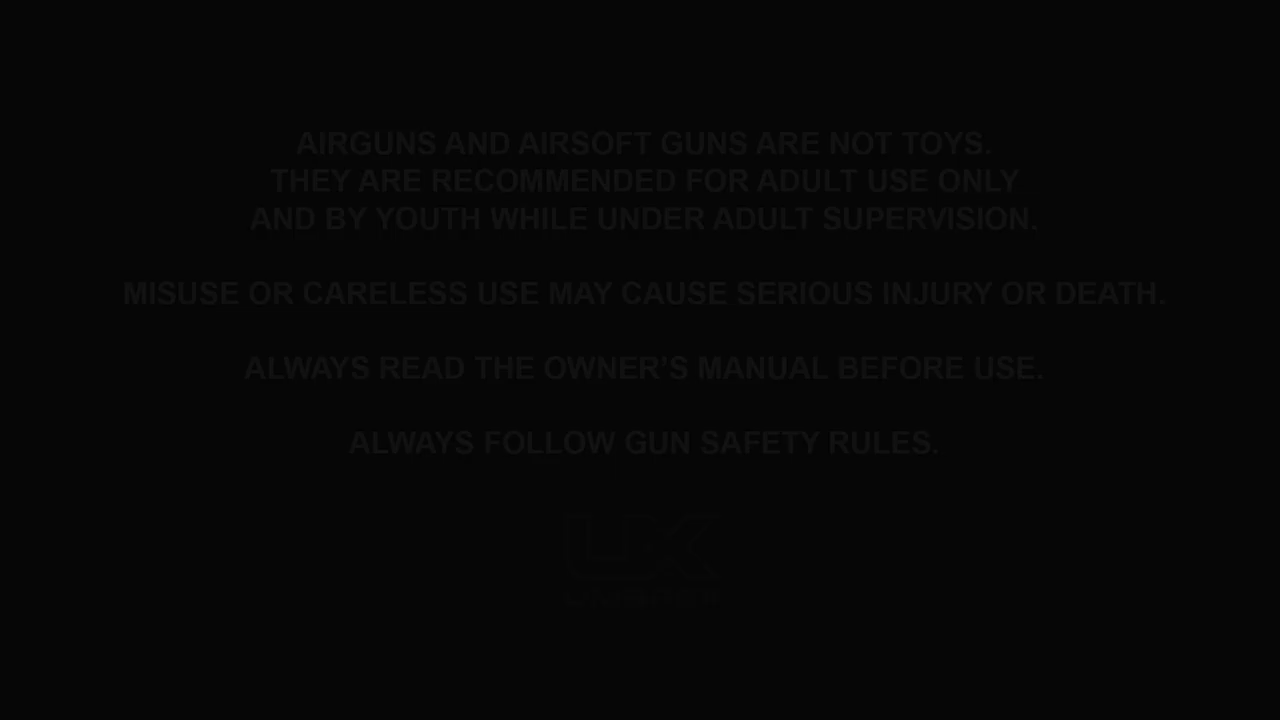 AIRGUNS AND AIRSOFT GUNS ARE NOT TOYS.
THEY ARE RECOMMENDED FOR ADULT USE ONLY
AND BY YOUTH WHILE UNDER ADULT SUPERVISION.
MISUSE OR CARELESS USE MAY CAUSE SERIOUS INJURY OR DEATH.
ALWAYS READ THE OWNER’S MANUAL BEFORE USE.
ALWAYS FOLLOW GUN SAFETY RULES.
UX